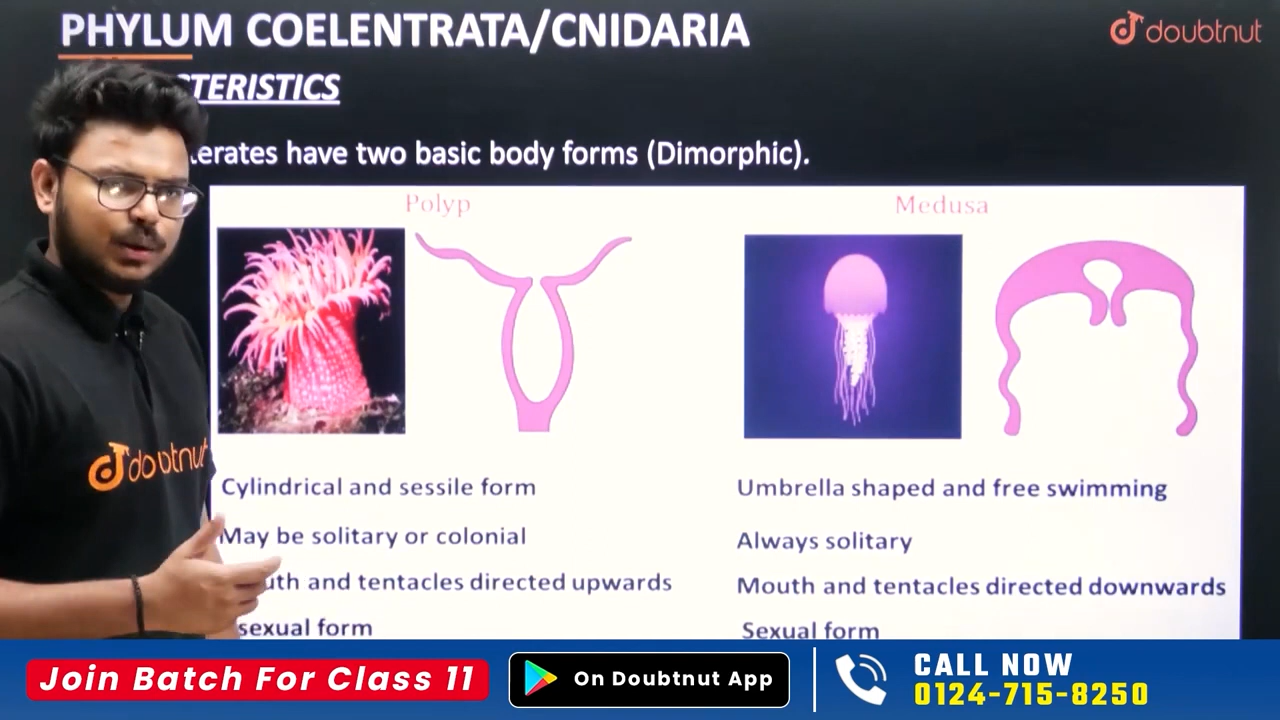 PHYLUM COELENTRATA/CNIDARIA
doubtnut
TERISTICS
terates have two basic body forms (Dimorphic).
Polyp
Medusa
doubtnut
Cylindrical and sessile form
Umbrella shaped and free swimming
May be solitary or colonial
Always solitary
uth and tentacles directed upwards
Mouth and tentacles directed downwards
sexual form
Sexual form
Join Batch For Class 11
On Doubtnut App
CALL NOW
0124-715-8250